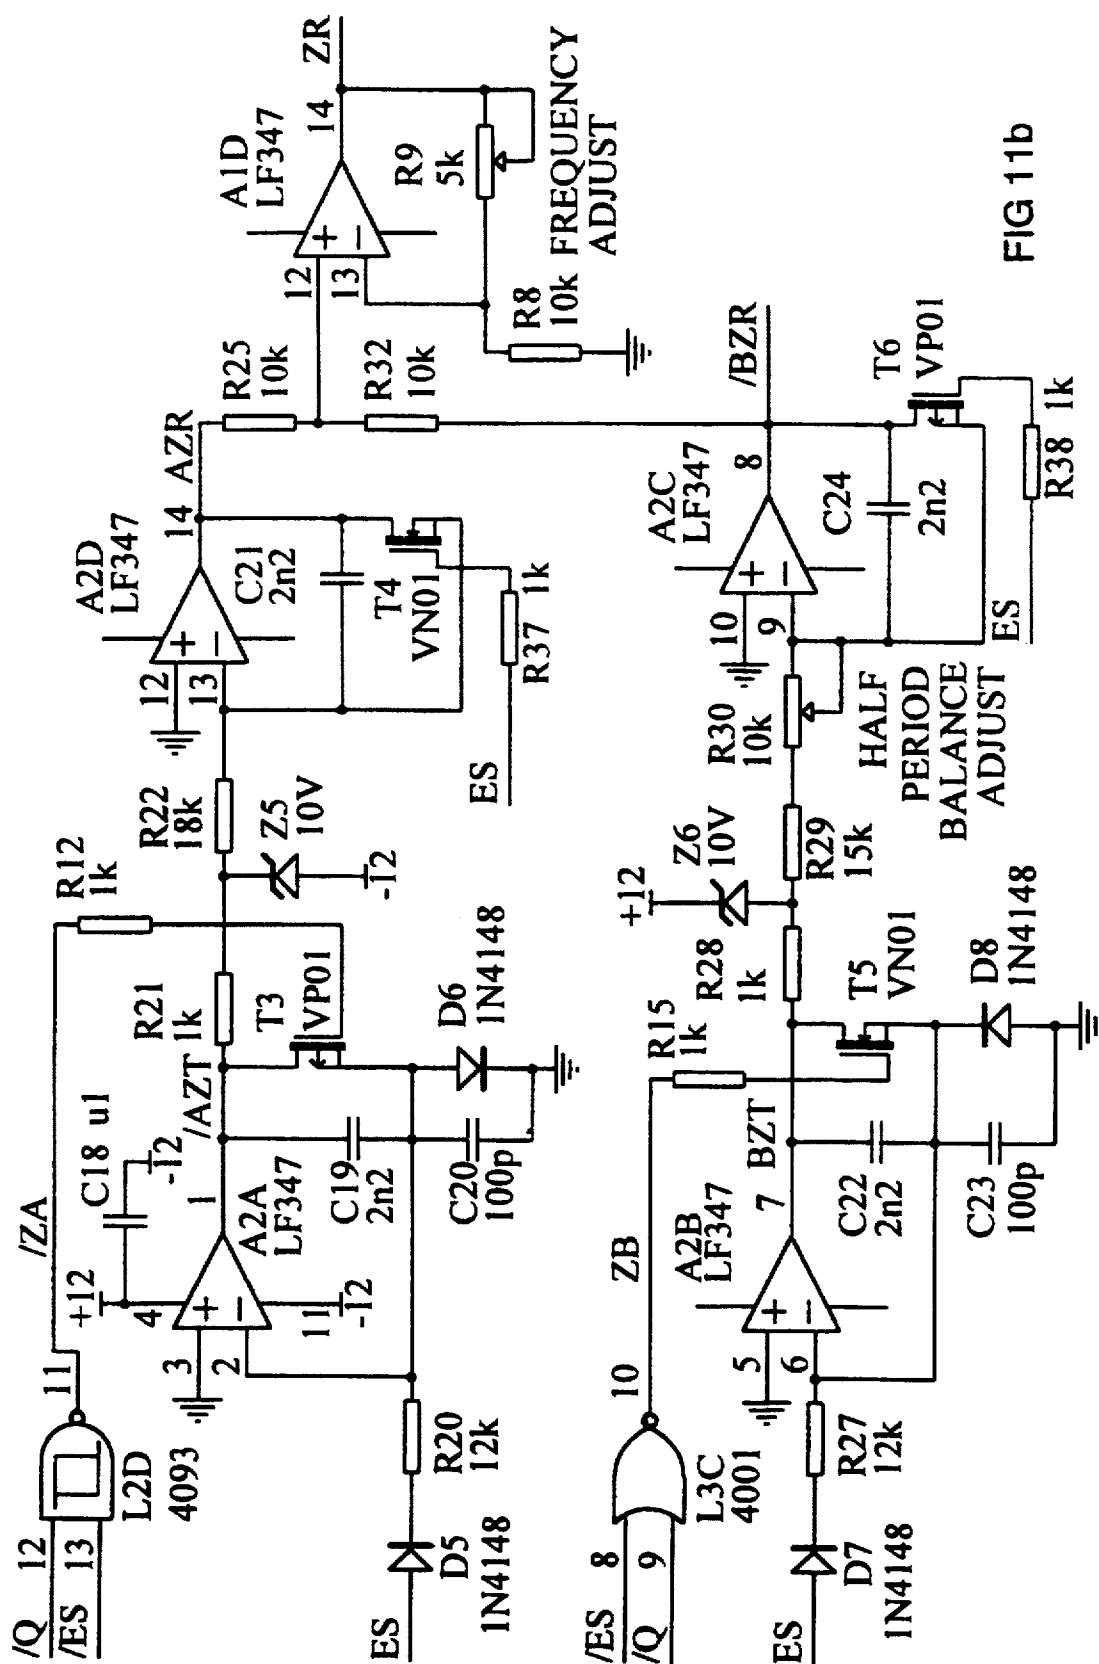 /Q
/ES
12
13
L2D
4093
11
/ZA
+12
4
C18 u1
-12
3
2
11
-12
1
A2A
LF347
/AZT
R21
1k
R12
1k
T3
VP01
C19
2n2
C20
100p
D6
1N4148
ES
D5
1N4148
R20
12k
Z5
10V
-12
R22
18k
12
13
A2D
LF347
14
AZR
C21
2n2
T4
VN01
R37 1k
ES
R25
10k
R32
10k
12
13
A1D
LF347
14
ZR
R9
5k
R8
10k
FREQUENCY
ADJUST
/ES
/Q
8
9
L3C
4001
10
ZB
R15
1k
ES
D7
1N4148
R27
12k
5
6
A2B
LF347
7
BZT
C22
2n2
C23
100p
T5
VN01
D8
1N4148
R28
1k
+12
Z6
10V
R29
15k
R30
10k
HALF
PERIOD
BALANCE
ADJUST
10
9
A2C
LF347
8
/BZR
C24
2n2
T6
VP01
ES
R38 1k
FIG 11b